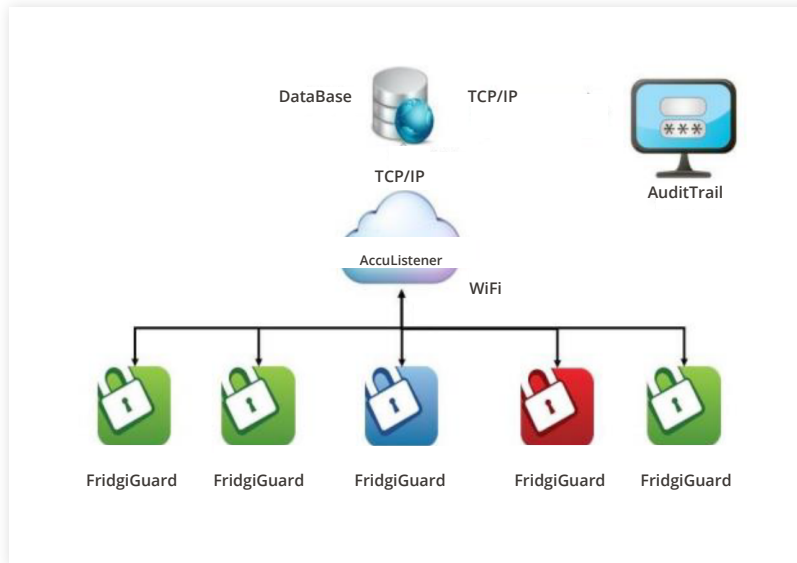 DataBase
TCP/IP
***
AuditTrail
TCP/IP
AccuListener
WiFi
FridgiGuard
FridgiGuard
FridgiGuard
FridgiGuard
FridgiGuard